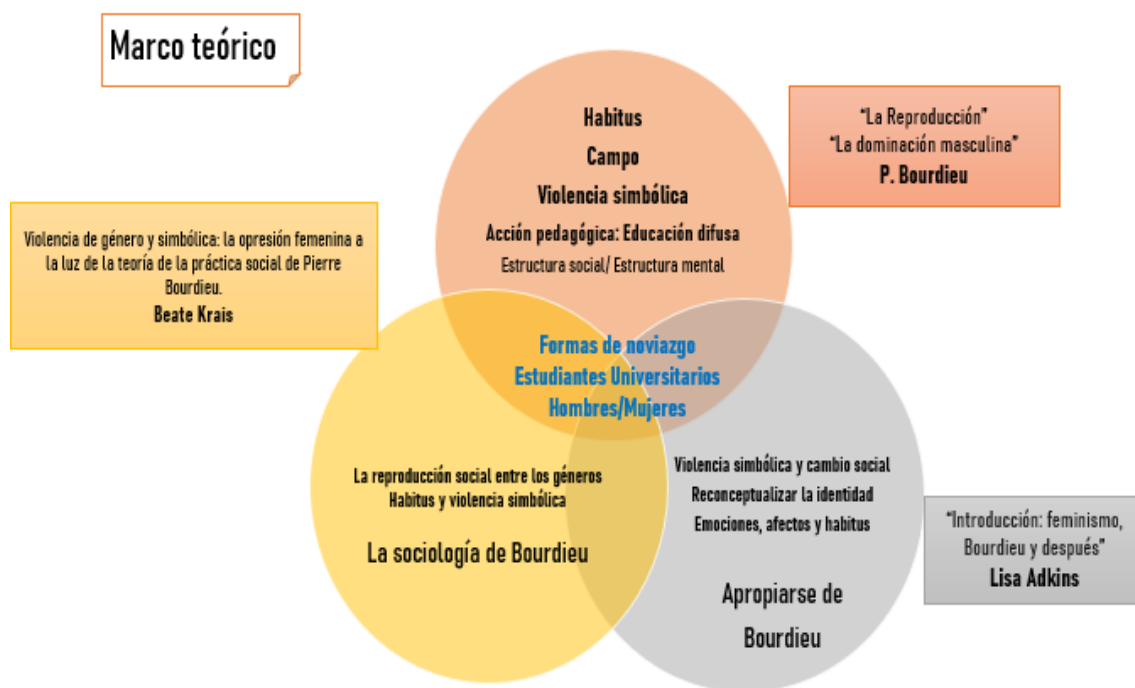 Marco teórico
Habitus
Campo
Violencia simbólica
Acción pedagógica: Educación difusa
Estructura social/ Estructura mental
“La Reproducción”
“La dominación masculina”
P. Bourdieu
Violencia de género y simbólica: la opresión femenina a
la luz de la teoría de la práctica social de Pierre
Bourdieu.
Beate Krais
Formas de noviazgo
Estudiantes Universitarios
Hombres/Mujeres
La reproducción social entre los géneros
Habitus y violencia simbólica
La sociología de Bourdieu
Violencia simbólica y cambio social
Reconceptualizar la identidad
Emociones, afectos y habitus
Apropiarse de
Bourdieu
“Introducción: feminismo,
Bourdieu y después”
Lisa Adkins